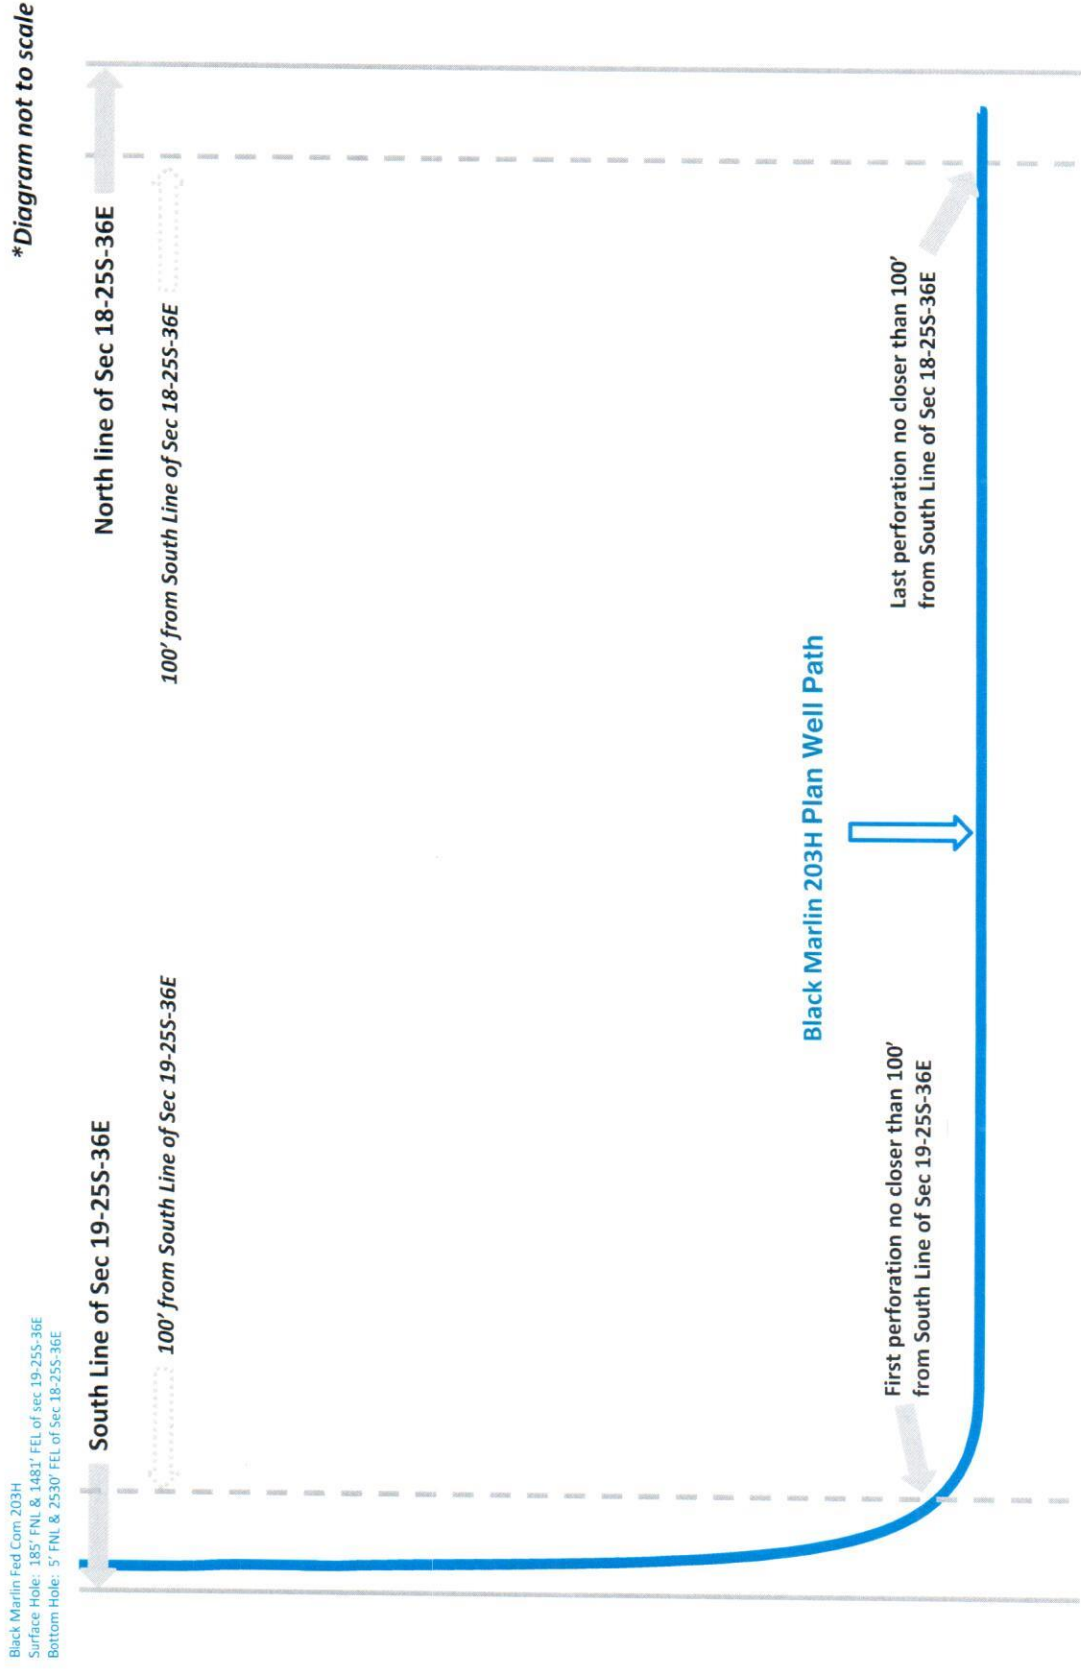 Black Marlin Fed Com 203H
Surface Hole: 185' FNL & 1481' FEL of sec 19-25S-36E
Bottom Hole: 5' FNL & 2530' FEL of Sec 18-25S-36E
*Diagram not to scale
South Line of Sec 19-25S-36E
North line of Sec 18-25S-36E
100' from South Line of Sec 19-25S-36E
100' from South Line of Sec 18-25S-36E
Black Marlin 203H Plan Well Path
First perforation no closer than 100'
from South Line of Sec 19-25S-36E
Last perforation no closer than 100'
from South Line of Sec 18-25S-36E